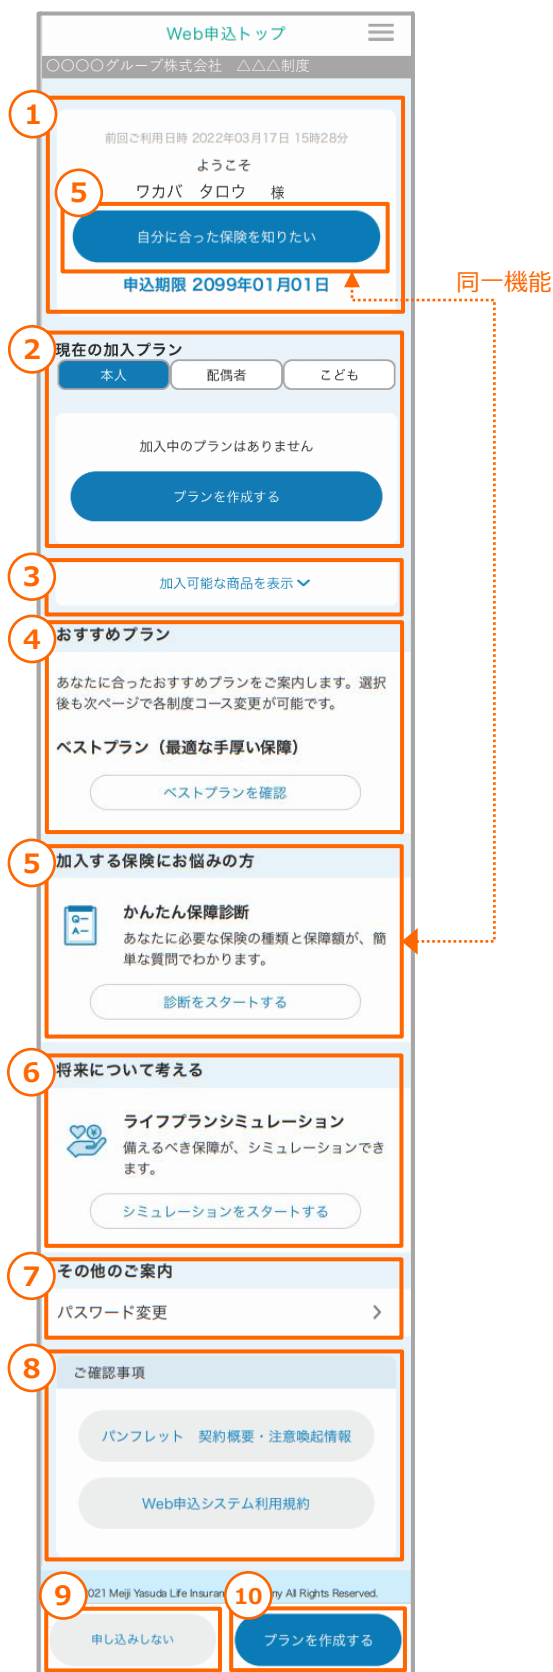 Web申込トップ
〇〇〇〇グループ株式会社　△△△制度
1
前回ご利用日時 2022年03月17日 15時28分
ようこそ
5
ワカバ　タロウ　様
自分に合った保険を知りたい
同一機能
申込期限 2099年01月01日
2
現在の加入プラン
本人
配偶者
こども
加入中のプランはありません
プランを作成する
3
加入可能な商品を表示
4
おすすめプラン
あなたに合ったおすすめプランをご案内します。選択
後も次ページで各制度コース変更が可能です。
ベストプラン（最適な手厚い保障）
ベストプランを確認
5
加入する保険にお悩みの方
Q
A
かんたん保障診断
あなたに必要な保険の種類と保障額が、簡
単な質問でわかります。
診断をスタートする
6
将来について考える
ライフプランシミュレーション
¥
備えるべき保障が、シミュレーションでき
ます。
シミュレーションをスタートする
7
その他のご案内
パスワード変更
8
ご確認事項
パンフレット　契約概要・注意喚起情報
Web申込システム利用規約
021 Meiji Yasuda Life Insuran ny All Rights Reserved.
9
10
申し込みしない
プランを作成する